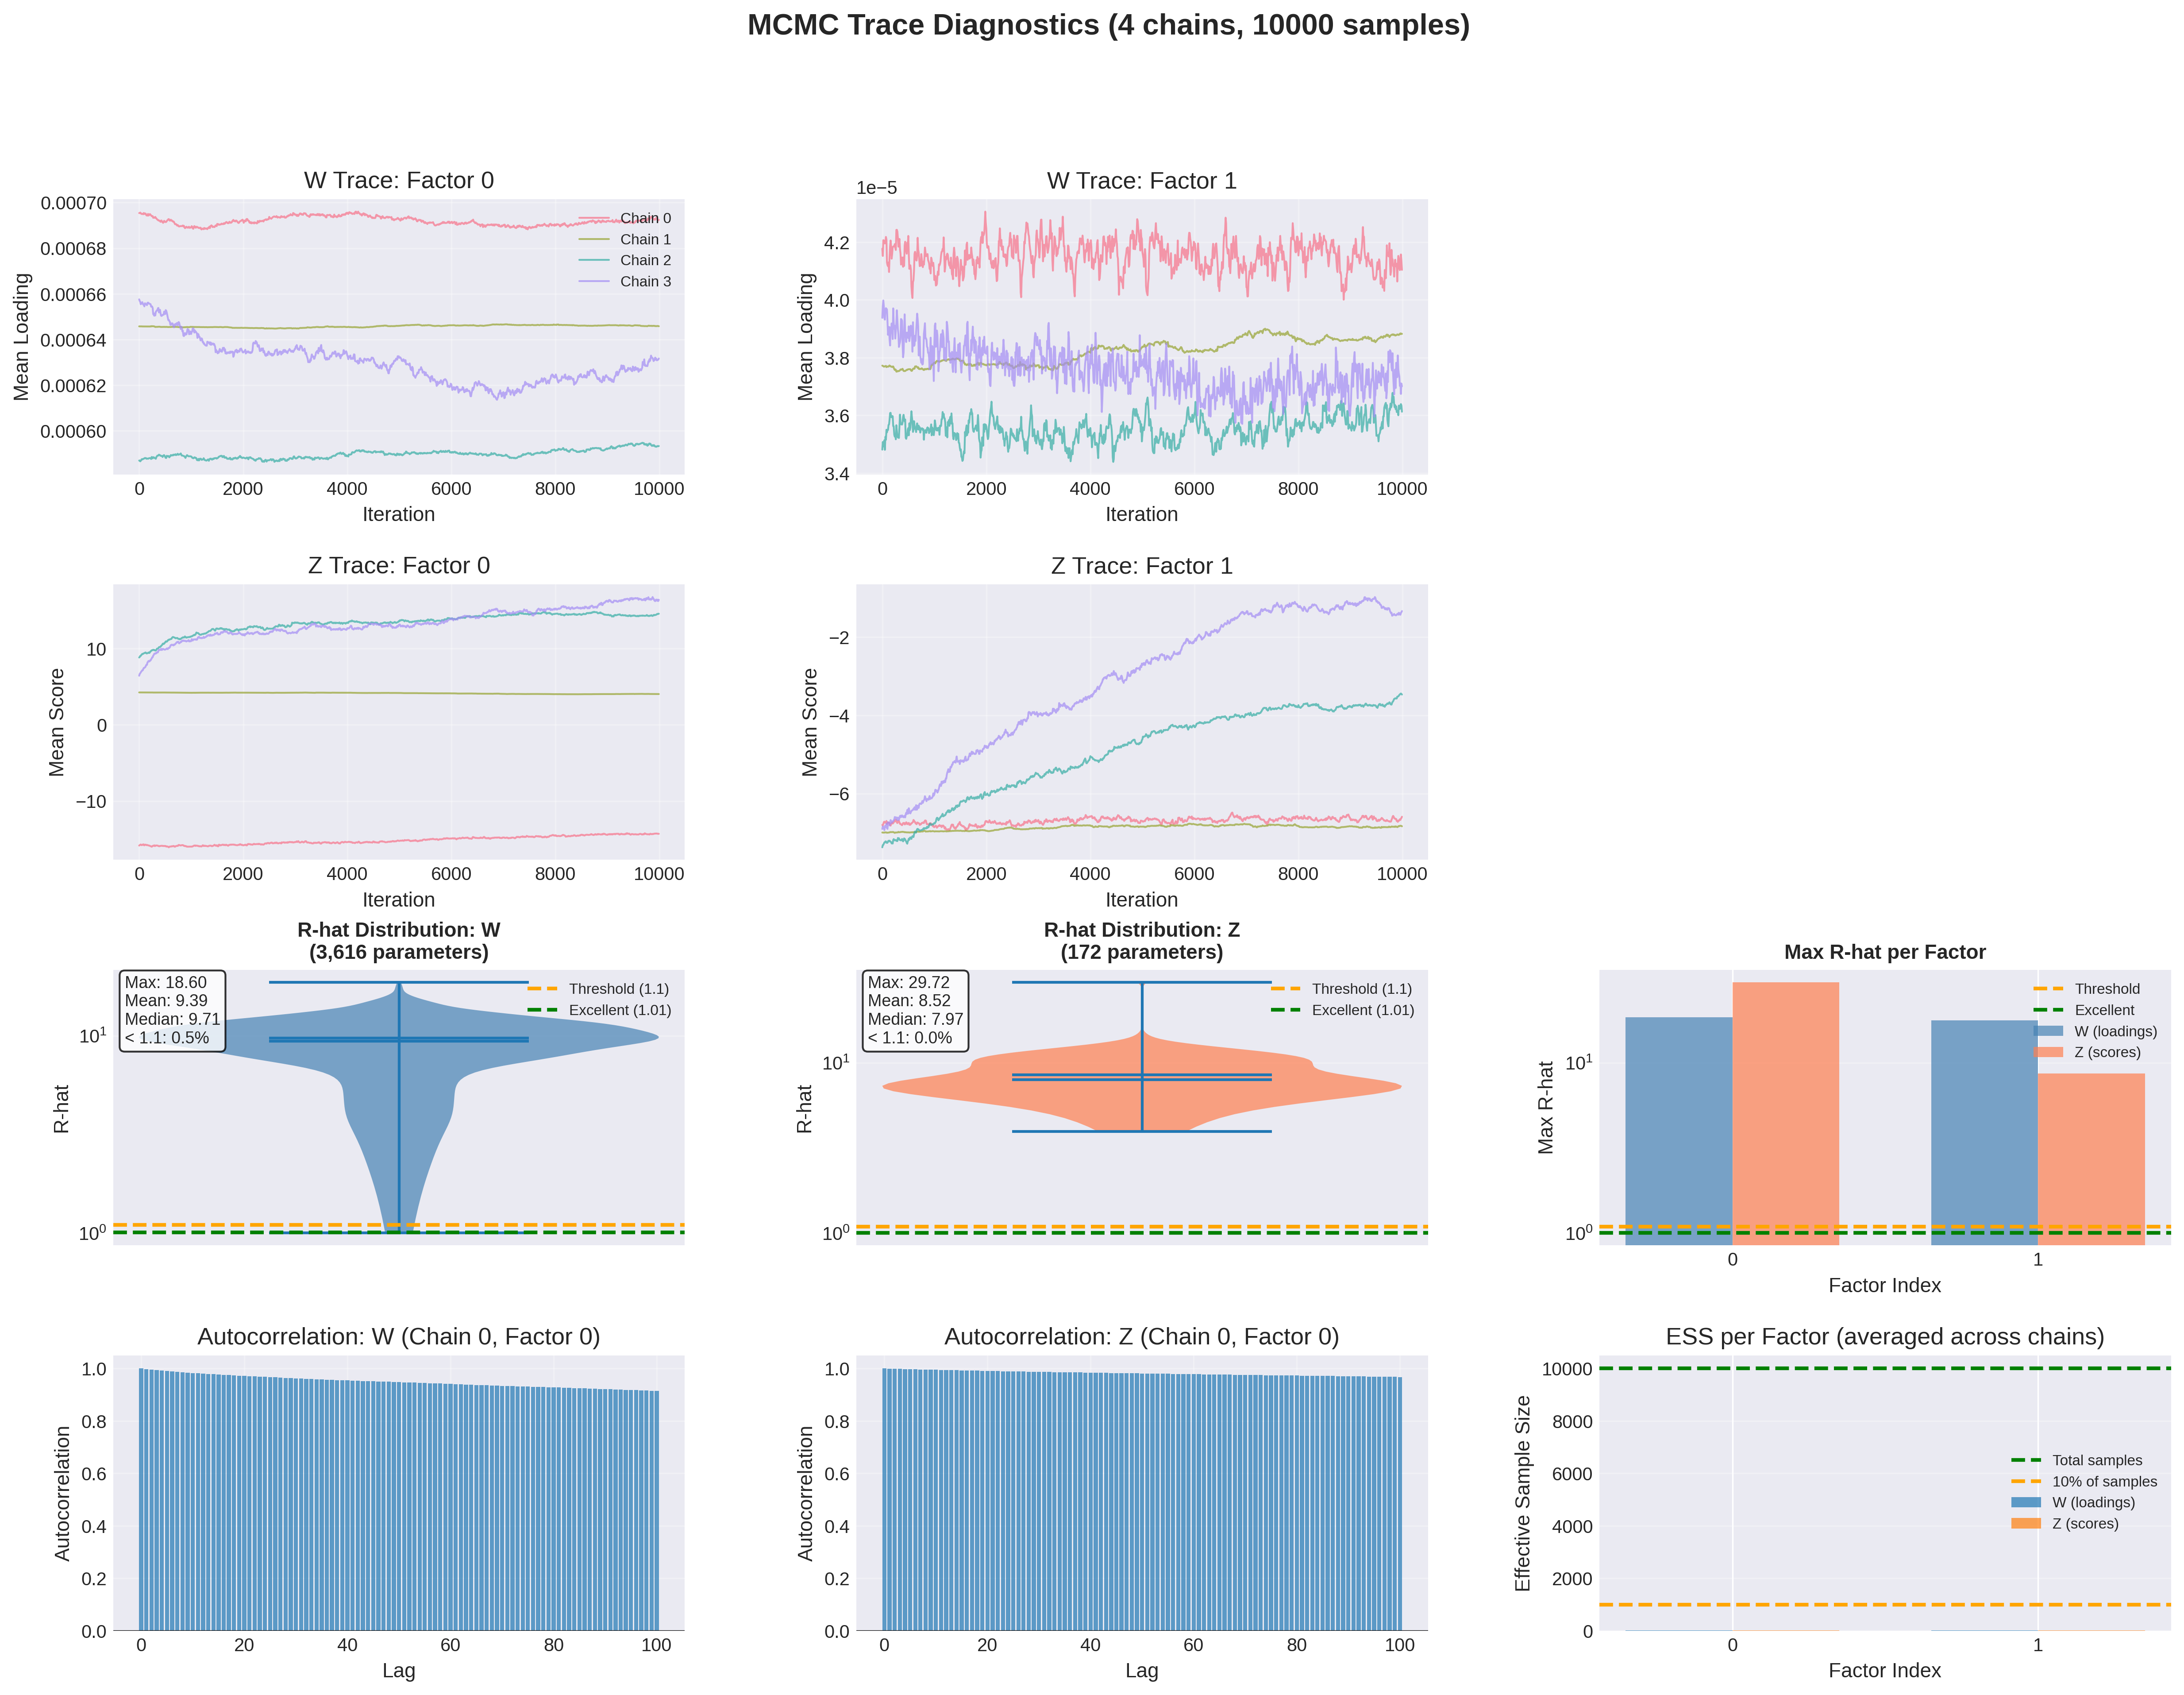 MCMC Trace Diagnostics (4 chains, 10000 samples)
W Trace: Factor 0
0.00070
0.00068
0.00066
0.00064
0.00062
0.00060
Mean Loading
0
2000
4000
6000
8000
10000
Iteration
Chain 0
Chain 1
Chain 2
Chain 3
W Trace: Factor 1
1e−5
4.2
4.0
3.8
3.6
3.4
Mean Loading
0
2000
4000
6000
8000
10000
Iteration
Z Trace: Factor 0
10
0
−10
Mean Score
0
2000
4000
6000
8000
10000
Iteration
Z Trace: Factor 1
−2
−4
−6
Mean Score
0
2000
4000
6000
8000
10000
Iteration
R-hat Distribution: W
(3,616 parameters)
Max: 18.60
Mean: 9.39
Median: 9.71
< 1.1: 0.5%
Threshold (1.1)
Excellent (1.01)
10¹
10⁰
R-hat
R-hat Distribution: Z
(172 parameters)
Max: 29.72
Mean: 8.52
Median: 7.97
< 1.1: 0.0%
Threshold (1.1)
Excellent (1.01)
10¹
10⁰
R-hat
Max R-hat per Factor
Threshold
Excellent
W (loadings)
Z (scores)
10¹
10⁰
Max R-hat
0
1
Factor Index
Autocorrelation: W (Chain 0, Factor 0)
1.0
0.8
0.6
0.4
0.2
0.0
Autocorrelation
0
20
40
60
80
100
Lag
Autocorrelation: Z (Chain 0, Factor 0)
1.0
0.8
0.6
0.4
0.2
0.0
Autocorrelation
0
20
40
60
80
100
Lag
ESS per Factor (averaged across chains)
10000
8000
6000
4000
2000
0
Effective Sample Size
Total samples
10% of samples
W (loadings)
Z (scores)
0
1
Factor Index